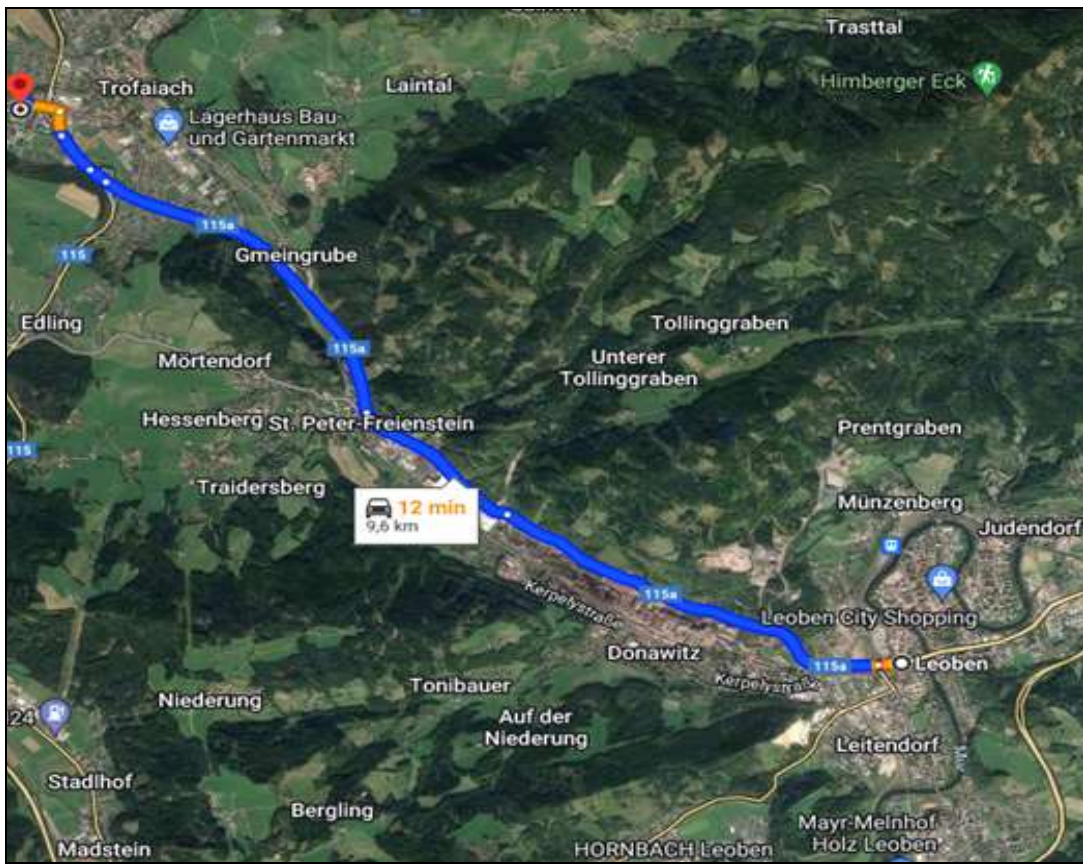 Trasttal
Himberger Eck
Trofaiach
Laintal
Lagerhaus Bau-
und Gartenmarkt
115a
115
Gmeingrube
Edling
Tollinggraben
115a
Mörtendorf
Unterer
Tollinggraben
Hessenberg
St. Peter-Freienstein
Prentgraben
115
Traidersberg
12 min
9,6 km
Münzenberg
Judendorf
Kerpelystraße
115a
Leoben City Shopping
Donawitz
Kerpelystraße
115a
Leoben
Tonibauer
Niederung
24
Auf der
Niederung
Leitendorf
Mur
Stadlhof
Bergling
Mayr-Melnhof
Holz Leoben
Madstein
HORNBACH Leoben